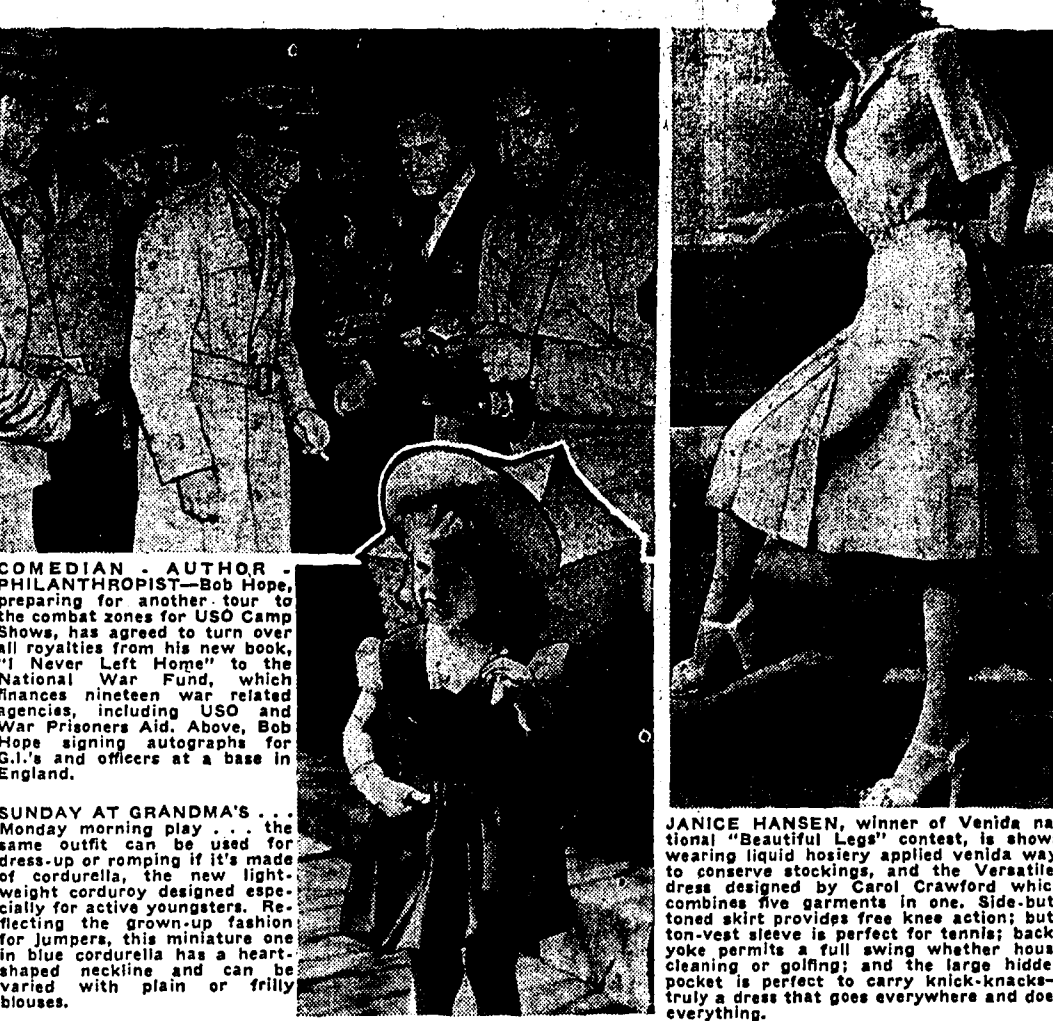 COMEDIAN - AUTHOR -
PHILANTHROPIST—Bob Hope,
preparing for another tour to
the combat zones for USO Camp
Shows, has agreed to turn over
all royalties from his new book,
"I Never Left Home" to the
National War Fund, which
finances nineteen war related
agencies, including USO and
War Prisoners Aid. Above, Bob
Hope signing autographs for
G.I.'s and officers at a base in
England.
SUNDAY AT GRANDMA'S . . .
Monday morning play . . . the
same outfit can be used for
dress-up or romping if it's made
of cordurella, the new light-
weight corduroy designed espe-
cially for active youngsters. Re-
flecting the grown-up fashion
for jumpers, this miniature one
in blue cordurella has a heart-
shaped neckline and can be
varied with plain or frilly
blouses.
JANICE HANSEN, winner of Venida na
tional "Beautiful Legs" contest, is show
wearing liquid hosiery applied venida way
to conserve stockings, and the Versatile
dress designed by Carol Crawford whic
combines five garments in one. Side-but
toned skirt provides free knee action; but
ton-vest sleeve is perfect for tennis; back
yoke permits a full swing whether hous
cleaning or golfing; and the large hidde
pocket is perfect to carry knick-knacks—
truly a dress that goes everywhere and doe
everything.